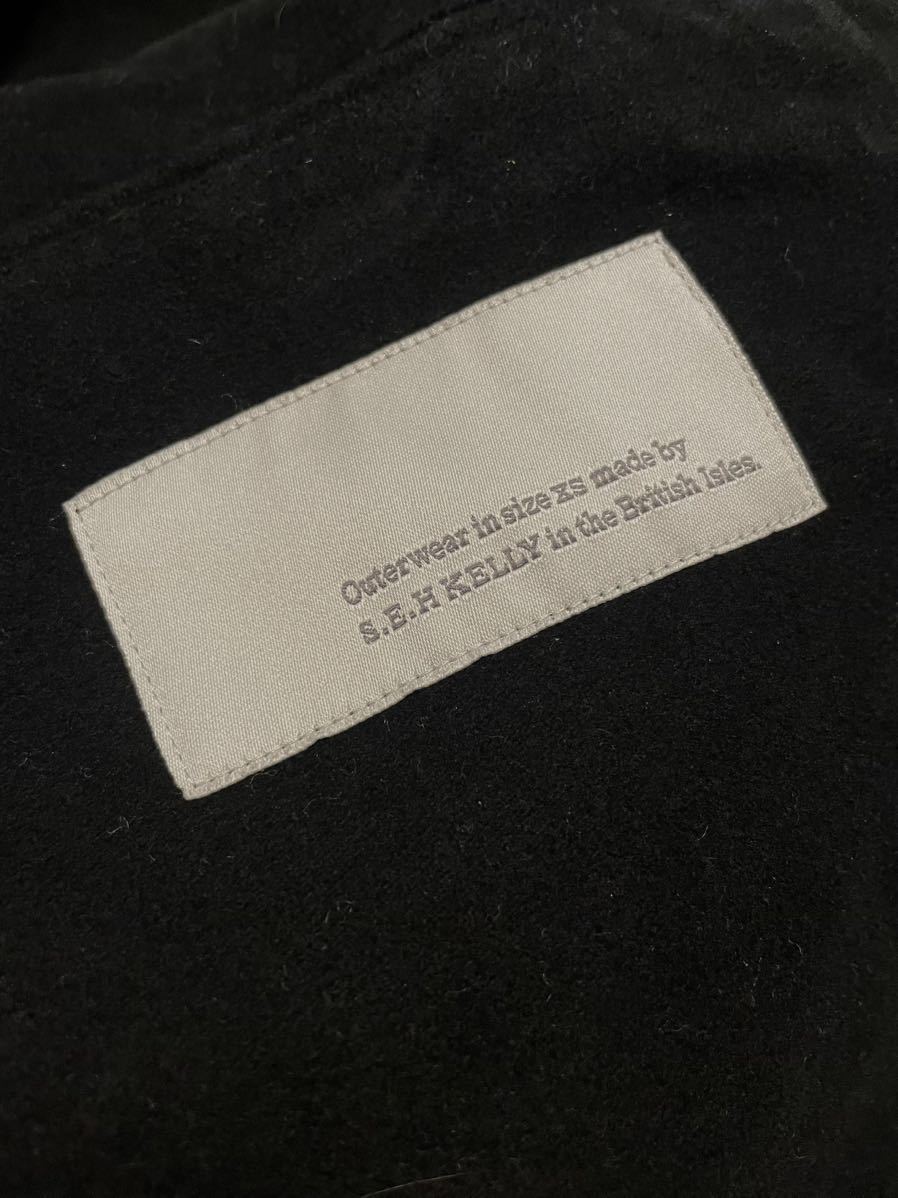 Outerwear in size xs made by
S.E.H KELLY in the British Isles.